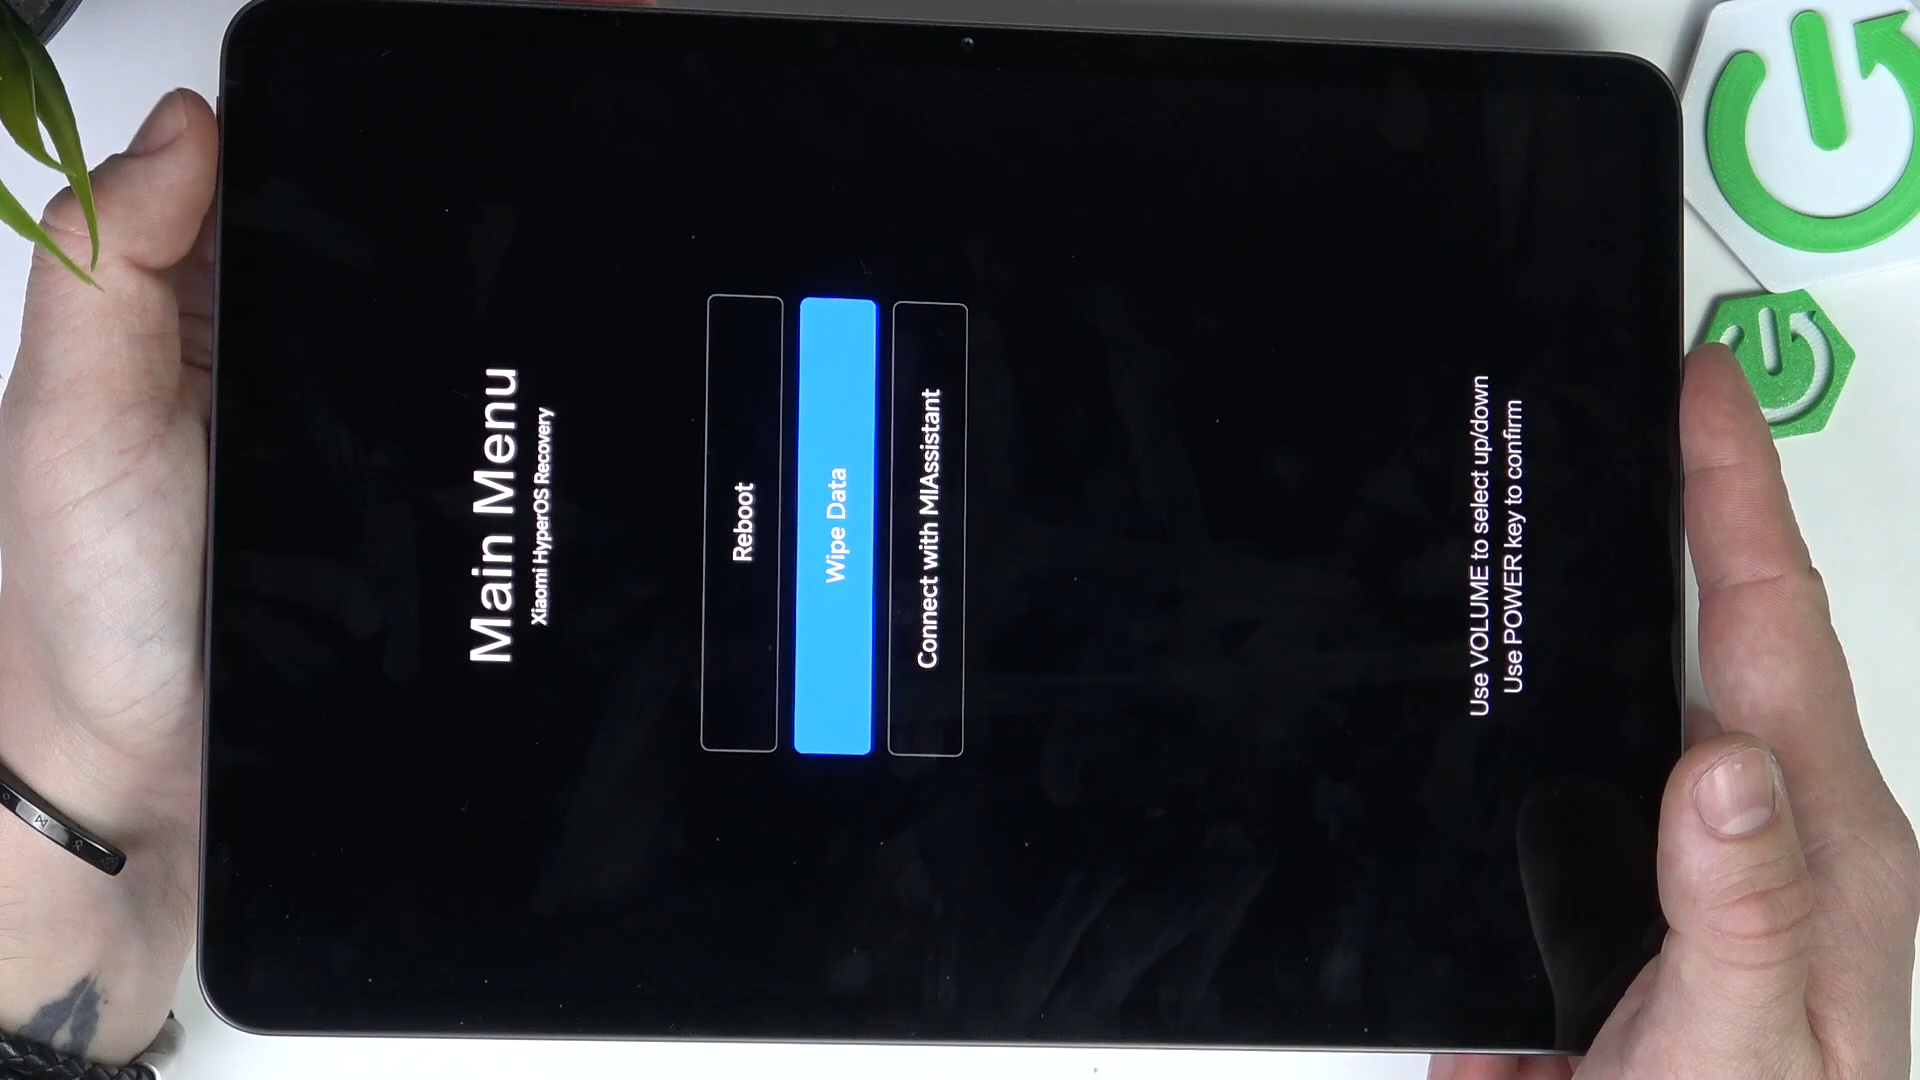 Main Menu
Xiaomi HyperOS Recovery
Reboot
Wipe Data
Connect with MIAssistant
Use VOLUME to select up/down
Use POWER key to confirm